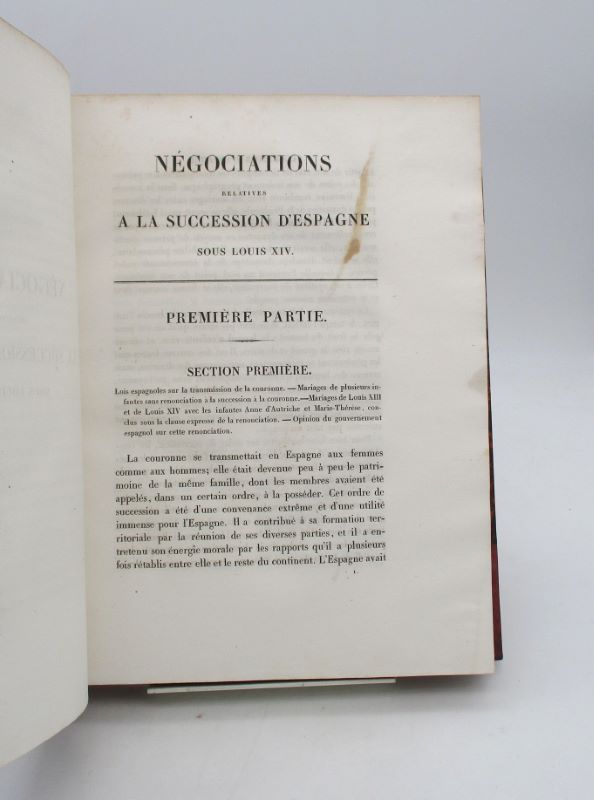 NÉGOCIATIONS
RELATIVES
A LA SUCCESSION D'ESPAGNE
SOUS LOUIS XIV.
PREMIÈRE PARTIE.
SECTION PREMIÈRE.
Lois espagnoles sur la transmission de la couronne. — Mariages de plusieurs in-
fantes sans renonciation à la succession à la couronne.—Mariages de Louis XIII
et de Louis XIV avec les infantes Anne d'Autriche et Marie-Thérèse, con-
clus sous la clause expresse de la renonciation. — Opinion du gouvernement
espagnol sur cette renonciation.
La couronne se transmettait en Espagne aux femmes
comme aux hommes; elle était devenue peu à peu le patri-
moine de la même famille, dont les membres avaient été
appelés, dans un certain ordre, à la posséder. Cet ordre de
succession a été d'une convenance extrême et d'une utilité
immense pour l'Espagne. Il a contribué à sa formation ter-
ritoriale par la réunion de ses diverses parties, et il a en-
tretenu son énergie morale par les rapports qu'il a plusieurs
fois rétablis entre elle et le reste du continent. L'Espagne avait
1.